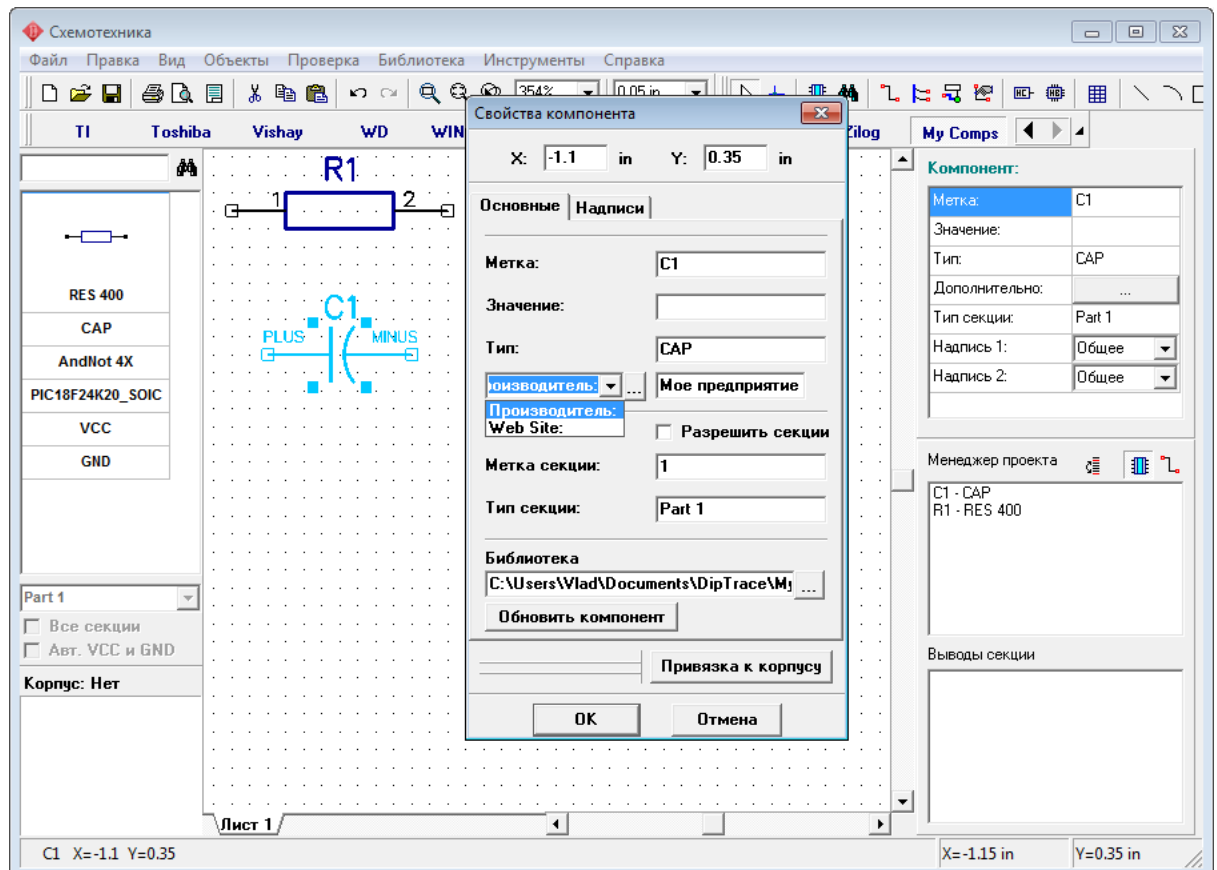 Схемотехника
Файл Правка Вид Объекты Проверка Библиотека Инструменты Справка
354% 0.05 in
TI Toshiba Vishay WD WIN Zilog My Comps
RES 400
CAP
AndNot 4X
PIC18F24K20_SOIC
VCC
GND
Part 1
Все секции
Авт. VCC и GND
Корпус: Нет
R1
1 2
C1
PLUS MINUS
Лист 1
Свойства компонента
X: -1.1 in Y: 0.35 in
Основные Надписи
Метка: C1
Значение:
Тип: CAP
оизводитель: ... Мое предприятие
Производитель:
Web Site:
Разрешить секции
Метка секции: 1
Тип секции: Part 1
Библиотека
C:\Users\Vlad\Documents\DipTrace\My ...
Обновить компонент
Привязка к корпусу
OK Отмена
Компонент:
Метка: C1
Значение:
Тип: CAP
Дополнительно: ...
Тип секции: Part 1
Надпись 1: Общее
Надпись 2: Общее
Менеджер проекта
C1 - CAP
R1 - RES 400
Выводы секции
C1 X=-1.1 Y=0.35 X=-1.15 in Y=0.35 in